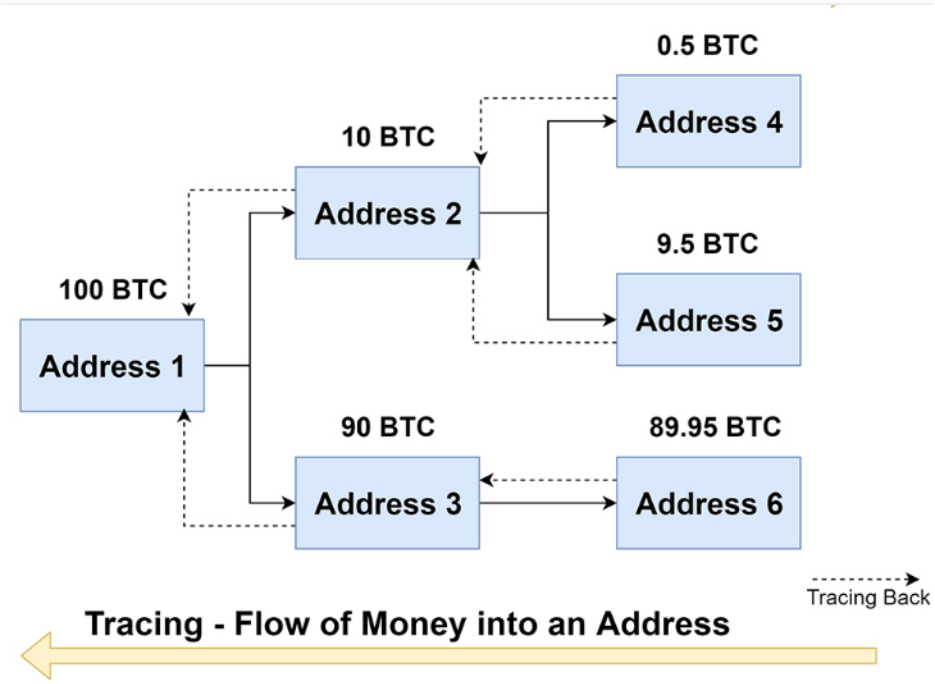 0.5 BTC
Address 4
10 BTC
Address 2
9.5 BTC
Address 5
100 BTC
Address 1
90 BTC
Address 3
89.95 BTC
Address 6
Tracing Back
Tracing - Flow of Money into an Address